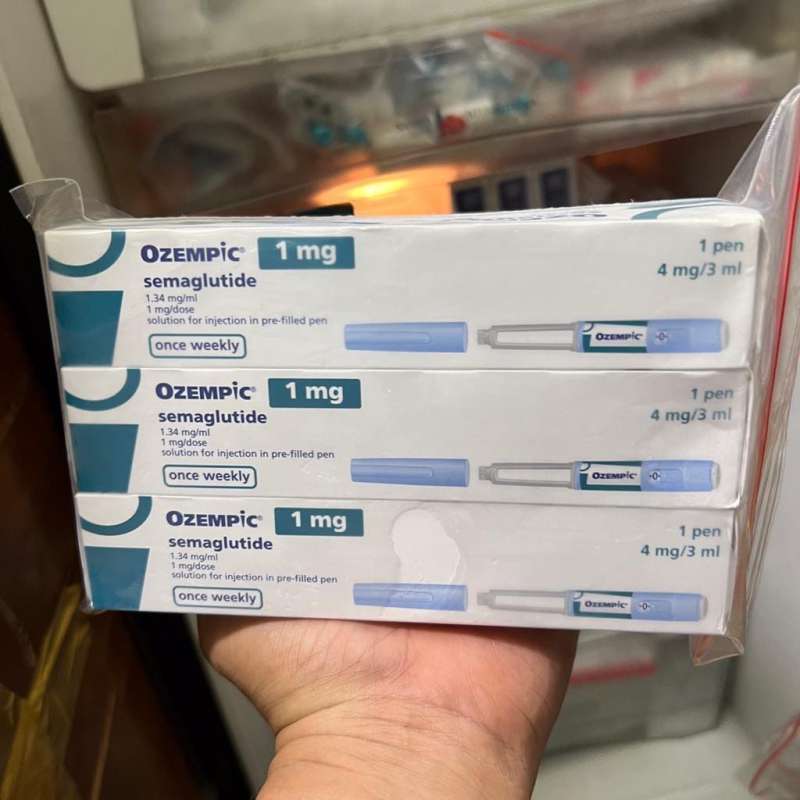 OZEMPIC® 1 mg
semaglutide
1.34 mg/ml
1 mg/dose
solution for injection in pre-filled pen
once weekly
1 pen
4 mg/3 ml
OZEMPIC®
-0-
OZEMPIC® 1 mg
semaglutide
1.34 mg/ml
1 mg/dose
solution for injection in pre-filled pen
once weekly
1 pen
4 mg/3 ml
OZEMPIC®
-0-
OZEMPIC® 1 mg
semaglutide
1.34 mg/ml
1 mg/dose
solution for injection in pre-filled pen
once weekly
1 pen
4 mg/3 ml
OZEMPIC®
-0-